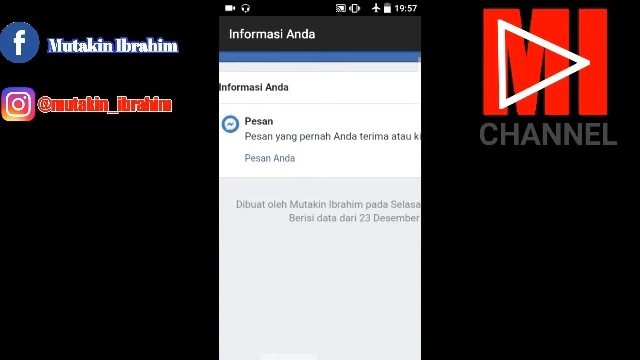 f Mutakin Ibrahim
@mutakin_ibrahim
19:57
Informasi Anda
Informasi Anda
Pesan
Pesan yang pernah Anda terima atau ki
Pesan Anda
Dibuat oleh Mutakin Ibrahim pada Selasa
Berisi data dari 23 Desember
MI
CHANNEL